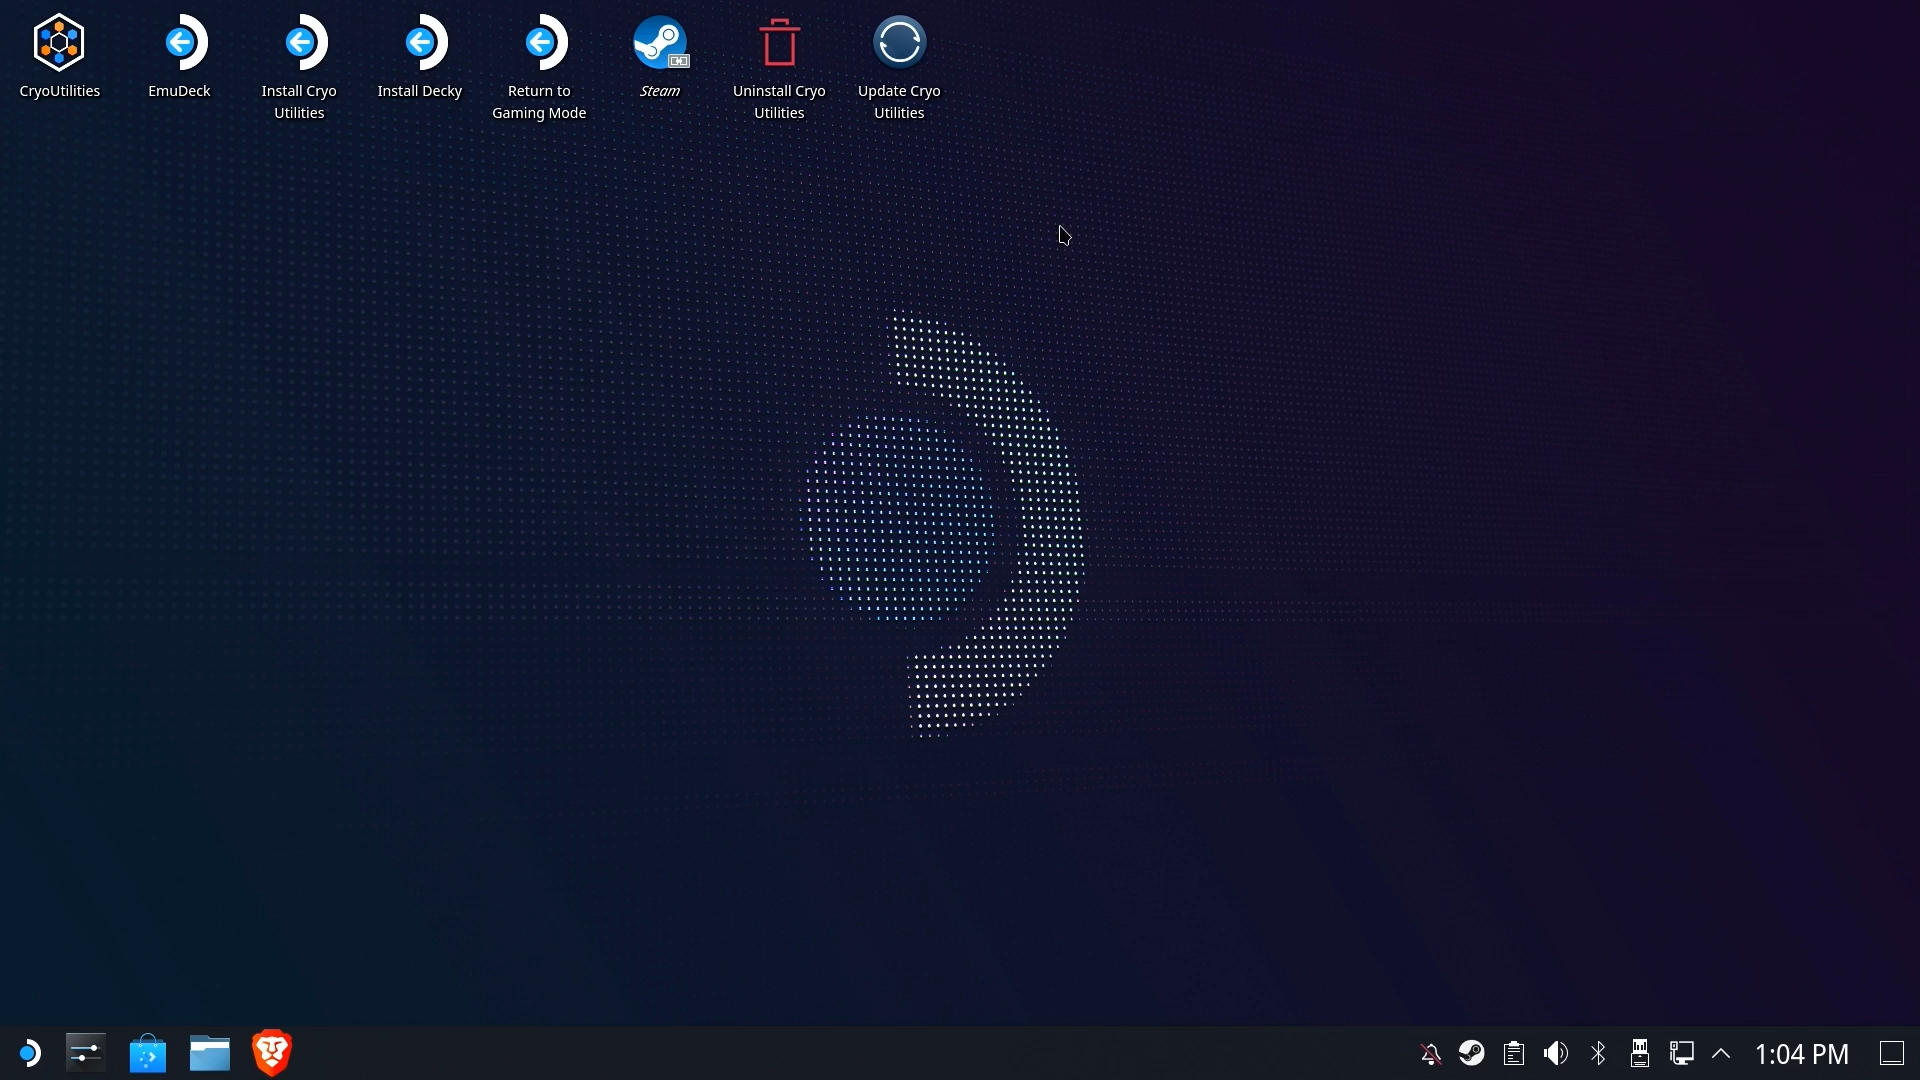 CryoUtilities
EmuDeck
Install Cryo
Utilities
Install Decky
Return to
Gaming Mode
Steam
Uninstall Cryo
Utilities
Update Cryo
Utilities
1:04 PM